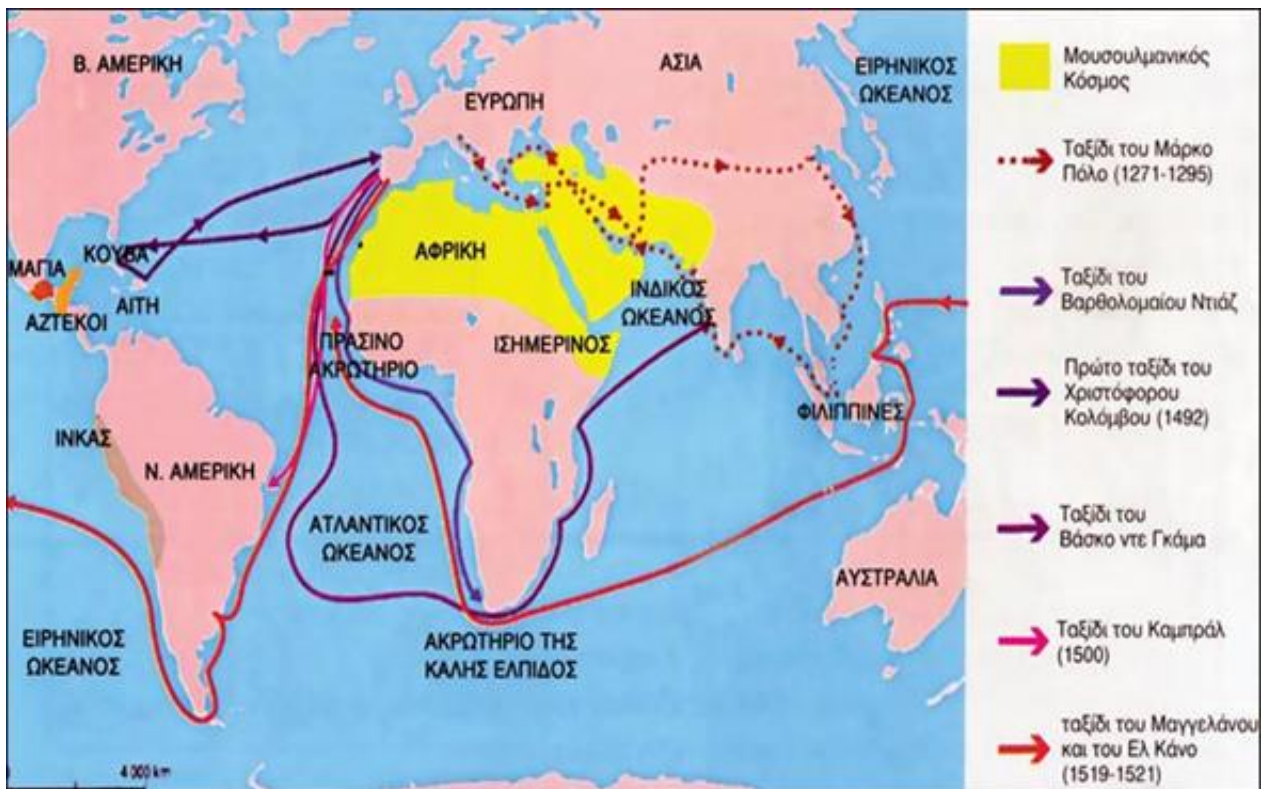 Β. ΑΜΕΡΙΚΗ
ΕΥΡΩΠΗ
ΑΣΙΑ
ΕΙΡΗΝΙΚΟΣ
ΩΚΕΑΝΟΣ
ΚΟΥΒΑ
ΜΑΓΙΑ
ΑΖΤΕΚΟΙ
ΑΙΤΗ
ΑΦΡΙΚΗ
ΙΝΔΙΚΟΣ
ΩΚΕΑΝΟΣ
ΠΡΑΣΙΝΟ
ΑΚΡΩΤΗΡΙΟ
ΙΣΗΜΕΡΙΝΟΣ
ΦΙΛΙΠΠΙΝΕΣ
ΙΝΚΑΣ
Ν. ΑΜΕΡΙΚΗ
ΑΤΛΑΝΤΙΚΟΣ
ΩΚΕΑΝΟΣ
ΑΥΣΤΡΑΛΙΑ
ΕΙΡΗΝΙΚΟΣ
ΩΚΕΑΝΟΣ
ΑΚΡΩΤΗΡΙΟ ΤΗΣ
ΚΑΛΗΣ ΕΛΠΙΔΟΣ
4 000 km
Μουσουλμανικός
Κόσμος
Ταξίδι του Μάρκο
Πόλο (1271-1295)
Ταξίδι του
Βαρθολομαίου Ντιάζ
Πρώτο ταξίδι του
Χριστόφορου
Κολόμβου (1492)
Ταξίδι του
Βάσκο ντε Γκάμα
Ταξίδι του Καμπράλ
(1500)
ταξίδι του Μαγγελάνου
και του Ελ Κάνο
(1519-1521)